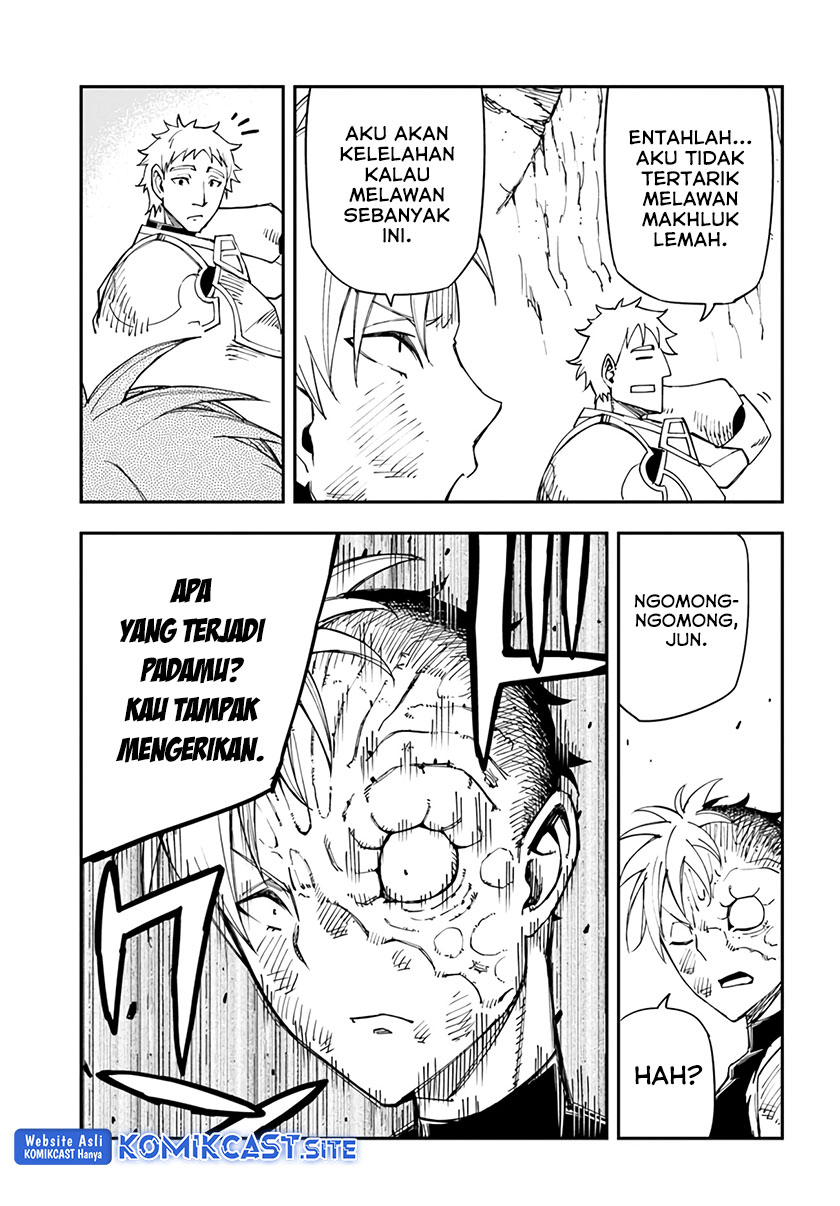 ENTAHLAH...
AKU TIDAK
TERTARIK
MELAWAN
MAKHLUK
LEMAH.
AKU AKAN
KELELAHAN
KALAU
MELAWAN
SEBANYAK
INI.
NGOMONG-
NGOMONG,
JUN.
HAH?
APA
YANG TERJADI
PADAMU?
KAU TAMPAK
MENGERIKAN.
Website Asli
KOMIKCAST Hanya
KOMIKCAST.SITE